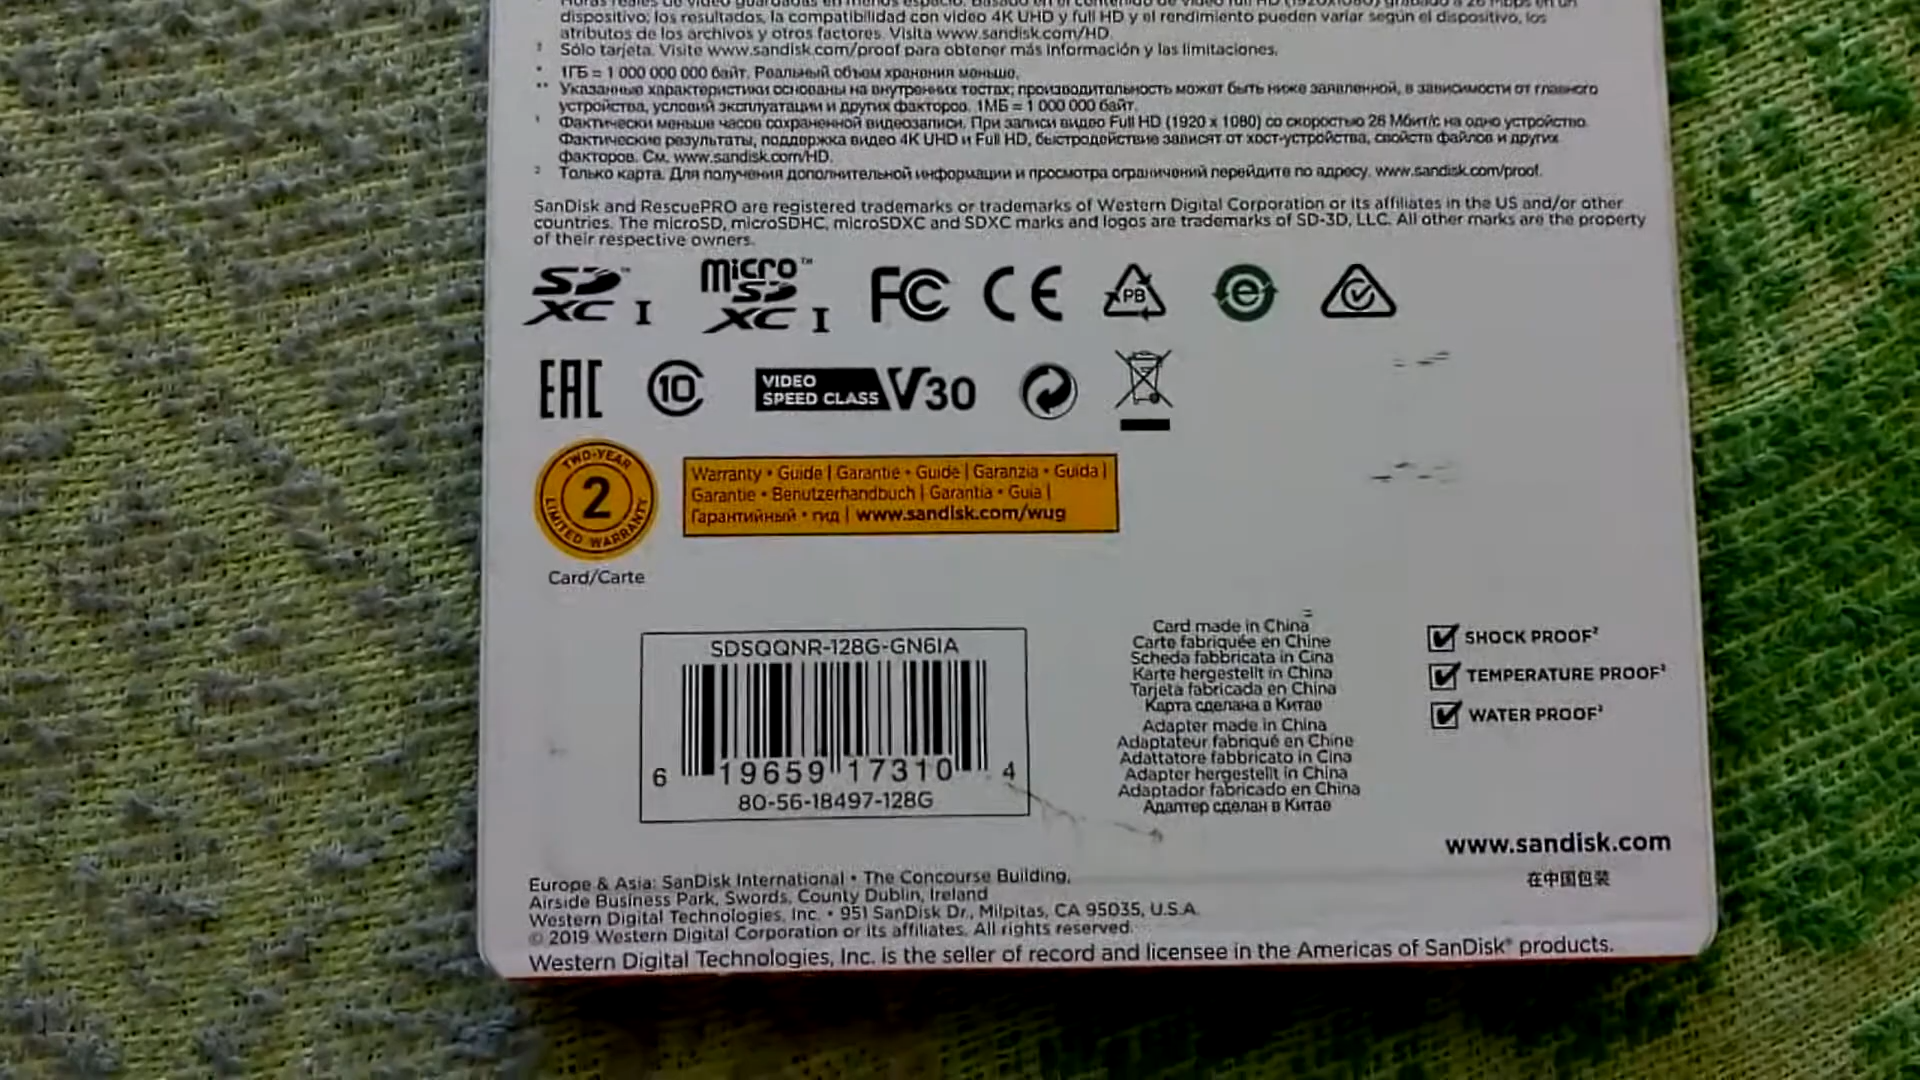 Horas reales de video guardadas en menos espacio. Basado en el contenido de video full HD (1920x1080) grabado a 26 Mbps en un
dispositivo; los resultados, la compatibilidad con video 4K UHD y full HD y el rendimiento pueden variar según el dispositivo, los
atributos de los archivos y otros factores. Visita www.sandisk.com/HD.
² Sólo tarjeta. Visite www.sandisk.com/proof para obtener más información y las limitaciones.
* 1ГБ = 1 000 000 000 байт. Реальный объем хранения меньше.
** Указанные характеристики основаны на внутренних тестах; производительность может быть ниже заявленной, в зависимости от главного
устройства, условий эксплуатации и других факторов. 1МБ = 1 000 000 байт.
¹ Фактически меньше часов сохраненной видеозаписи. При записи видео Full HD (1920 x 1080) со скоростью 26 Мбит/с на одно устройство.
Фактические результаты, поддержка видео 4K UHD и Full HD, быстродействие зависят от хост-устройства, свойств файлов и других
факторов. См. www.sandisk.com/HD.
² Только карта. Для получения дополнительной информации и просмотра ограничений перейдите по адресу. www.sandisk.com/proof.
SanDisk and RescuePRO are registered trademarks or trademarks of Western Digital Corporation or its affiliates in the US and/or other
countries. The microSD, microSDHC, microSDXC and SDXC marks and logos are trademarks of SD-3D, LLC. All other marks are the property
of their respective owners.
SD XC I micro SD XC I FC CE PB e
EAC 10 VIDEO SPEED CLASS V30
TWO-YEAR 2 LIMITED WARRANTY
Warranty • Guide | Garantie • Guide | Garanzia • Guida |
Garantie • Benutzerhandbuch | Garantía • Guía |
Гарантийный • гид | www.sandisk.com/wug
Card/Carte
SDSQQNR-128G-GN6IA
6 19659 17310 4
80-56-18497-128G
Card made in China
Carte fabriquée en Chine
Scheda fabbricata in Cina
Karte hergestellt in China
Tarjeta fabricada en China
Карта сделана в Китае
Adapter made in China
Adaptateur fabriqué en Chine
Adattatore fabbricato in Cina
Adapter hergestellt in China
Adaptador fabricado en China
Адаптер сделан в Китае
SHOCK PROOF²
TEMPERATURE PROOF²
WATER PROOF²
www.sandisk.com
在中国包装
Europe & Asia: SanDisk International • The Concourse Building,
Airside Business Park, Swords, County Dublin, Ireland
Western Digital Technologies, Inc. • 951 SanDisk Dr., Milpitas, CA 95035, U.S.A.
© 2019 Western Digital Corporation or its affiliates. All rights reserved.
Western Digital Technologies, Inc. is the seller of record and licensee in the Americas of SanDisk® products.